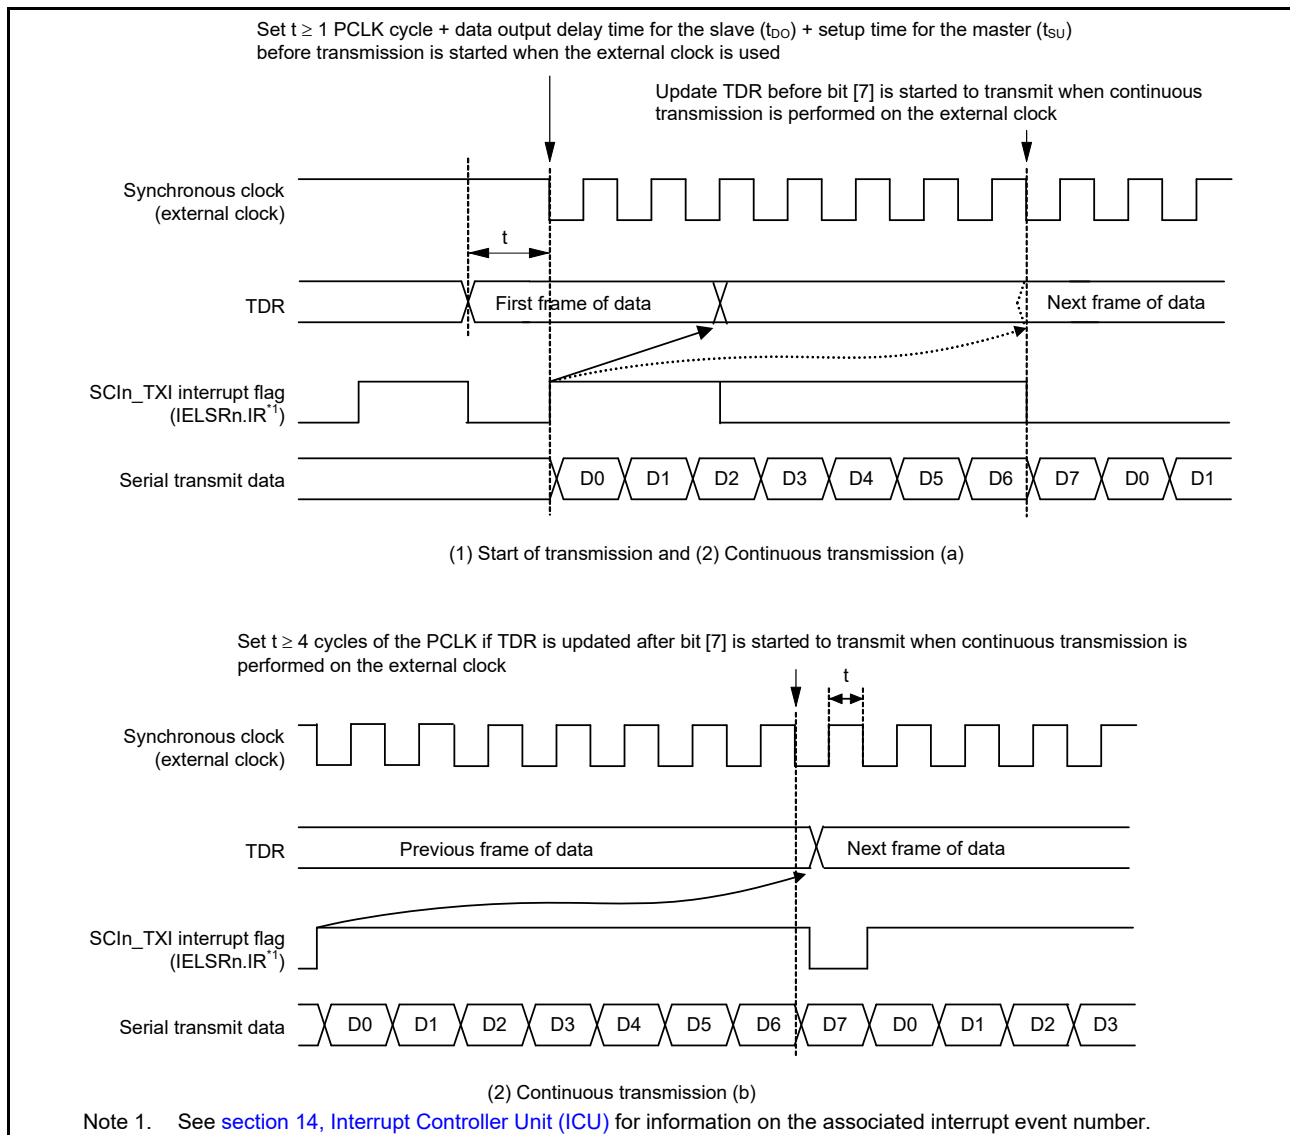 Set t ≥ 1 PCLK cycle + data output delay time for the slave (tDO) + setup time for the master (tSU)
before transmission is started when the external clock is used
Update TDR before bit [7] is started to transmit when continuous
transmission is performed on the external clock
Synchronous clock
(external clock)
t
TDR
First frame of data
Next frame of data
SCIn_TXI interrupt flag
(IELSRn.IR*1)
Serial transmit data
D0 D1 D2 D3 D4 D5 D6 D7 D0 D1
(1) Start of transmission and (2) Continuous transmission (a)
Set t ≥ 4 cycles of the PCLK if TDR is updated after bit [7] is started to transmit when continuous transmission is
performed on the external clock
t
Synchronous clock
(external clock)
TDR
Previous frame of data
Next frame of data
SCIn_TXI interrupt flag
(IELSRn.IR*1)
Serial transmit data
D0 D1 D2 D3 D4 D5 D6 D7 D0 D1 D2 D3
(2) Continuous transmission (b)
Note 1. See section 14, Interrupt Controller Unit (ICU) for information on the associated interrupt event number.